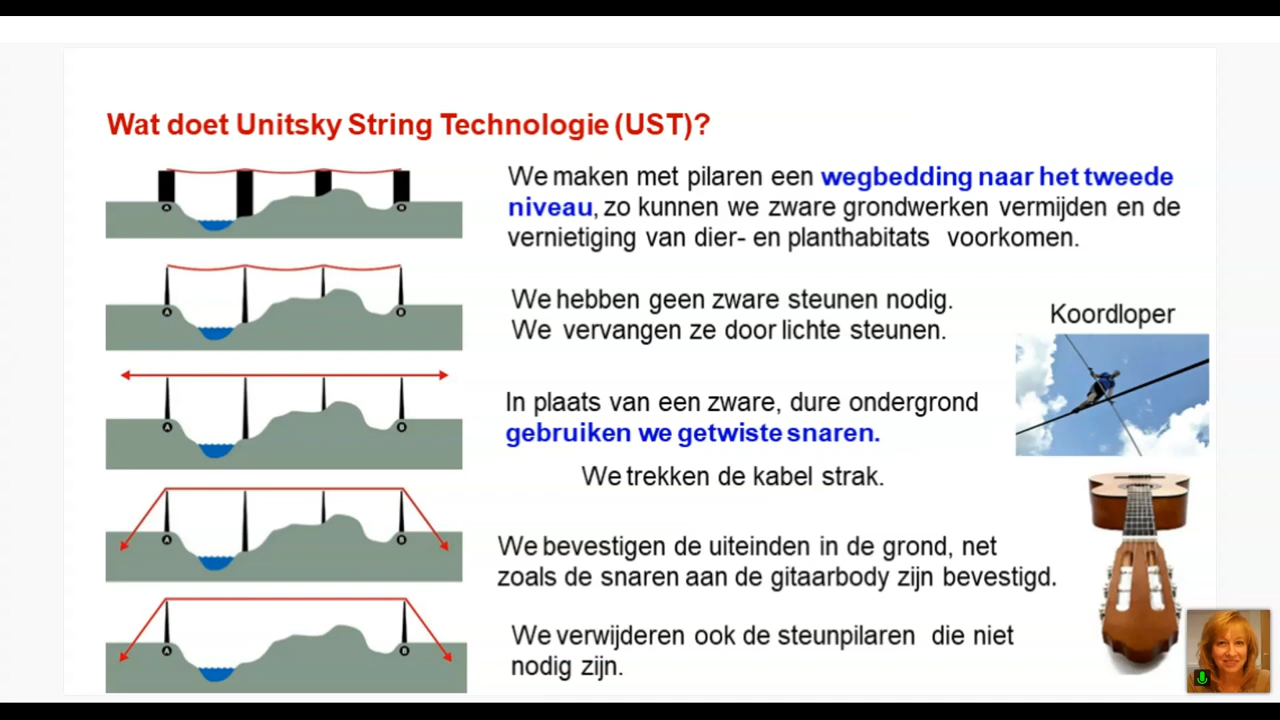 Wat doet Unitsky String Technologie (UST)?
We maken met pilaren een wegbedding naar het tweede
niveau, zo kunnen we zware grondwerken vermijden en de
vernietiging van dier- en planthabitats voorkomen.
We hebben geen zware steunen nodig.
We vervangen ze door lichte steunen.
Koordloper
In plaats van een zware, dure ondergrond
gebruiken we getwiste snaren.
We trekken de kabel strak.
We bevestigen de uiteinden in de grond, net
zoals de snaren aan de gitaarbody zijn bevestigd.
We verwijderen ook de steunpilaren die niet
nodig zijn.